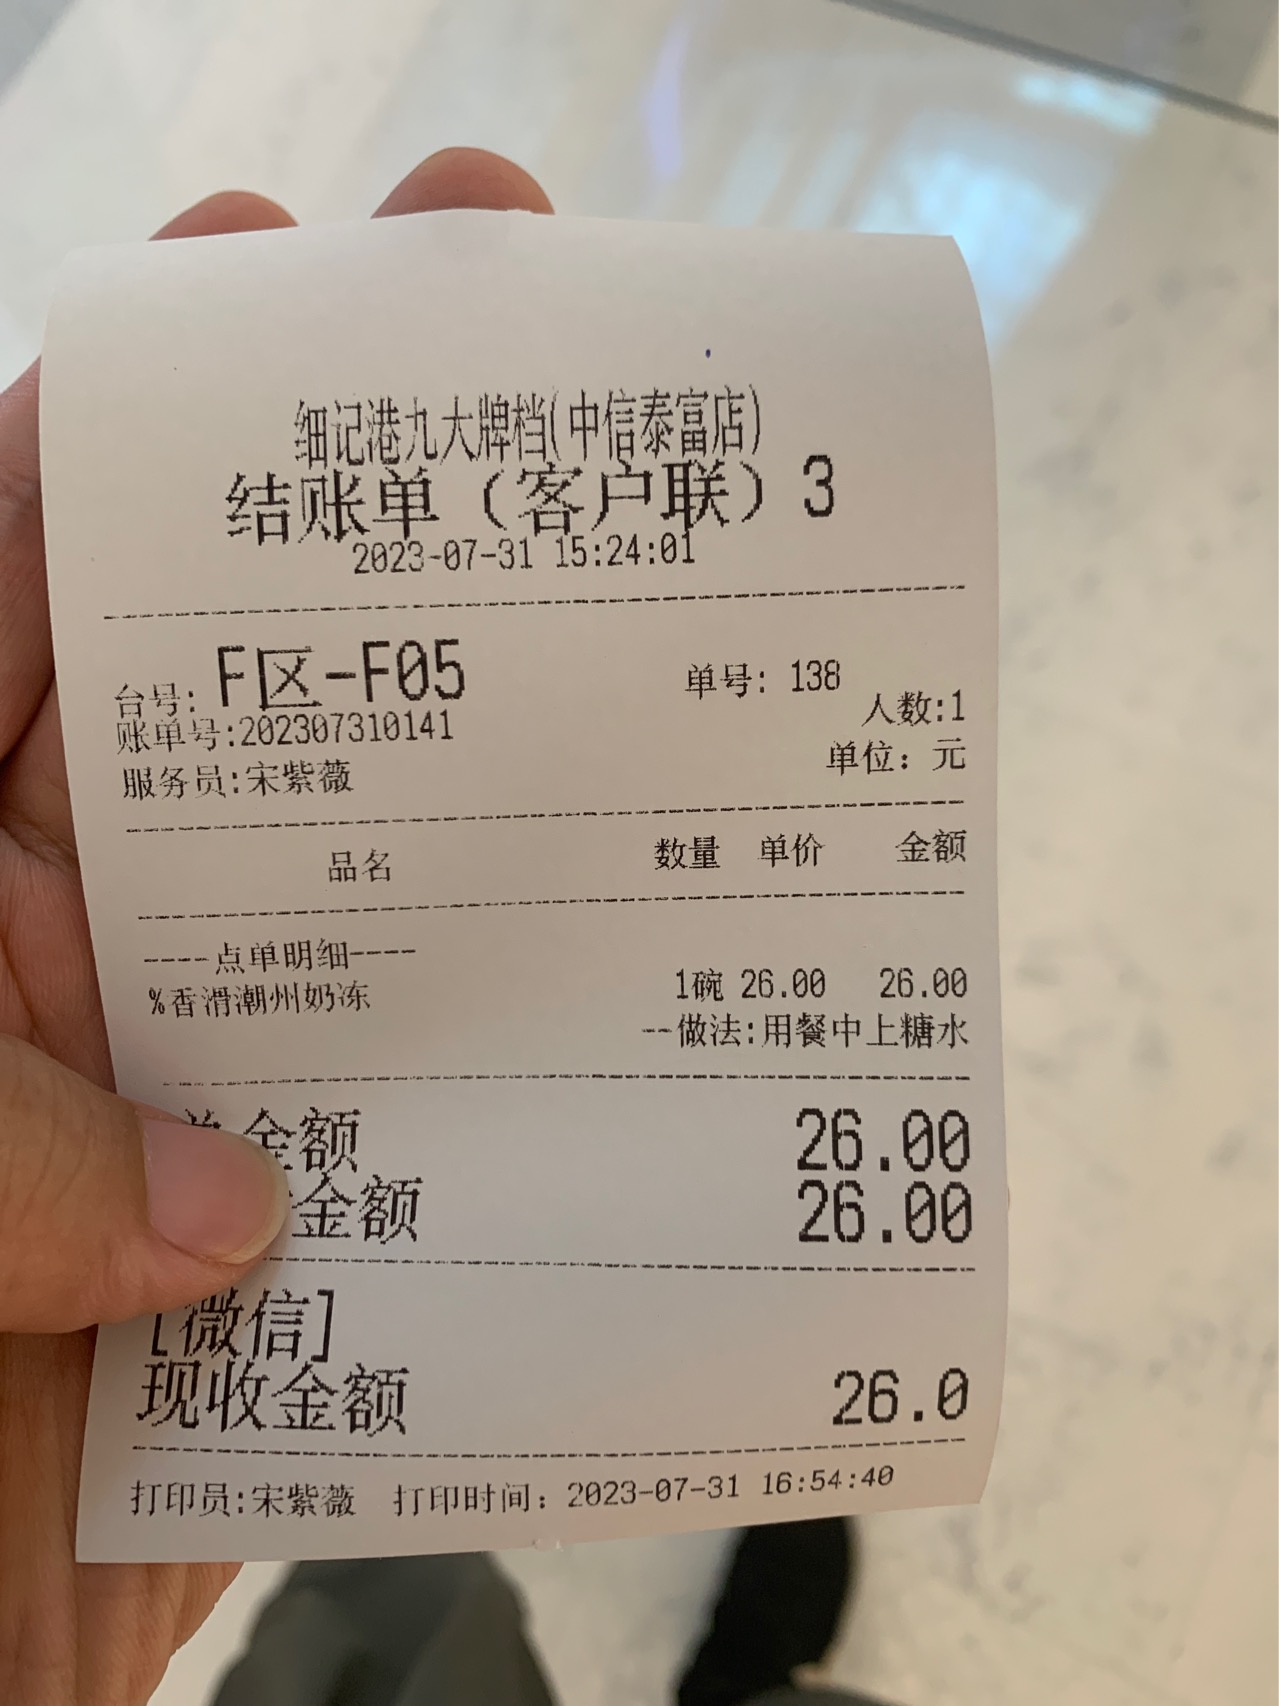 细记港九大牌档(中信泰富店)
结账单（客户联）3
2023-07-31 15:24:01
台号: F区-F05 单号: 138
人数:1
账单号:202307310141
单位: 元
服务员:宋紫薇
品名 数量 单价 金额
----点单明细----
%香滑潮州奶冻 1碗 26.00 26.00
--做法:用餐中上糖水
金额 26.00
金额 26.00
[微信]
现收金额 26.0
打印员:宋紫薇 打印时间: 2023-07-31 16:54:40